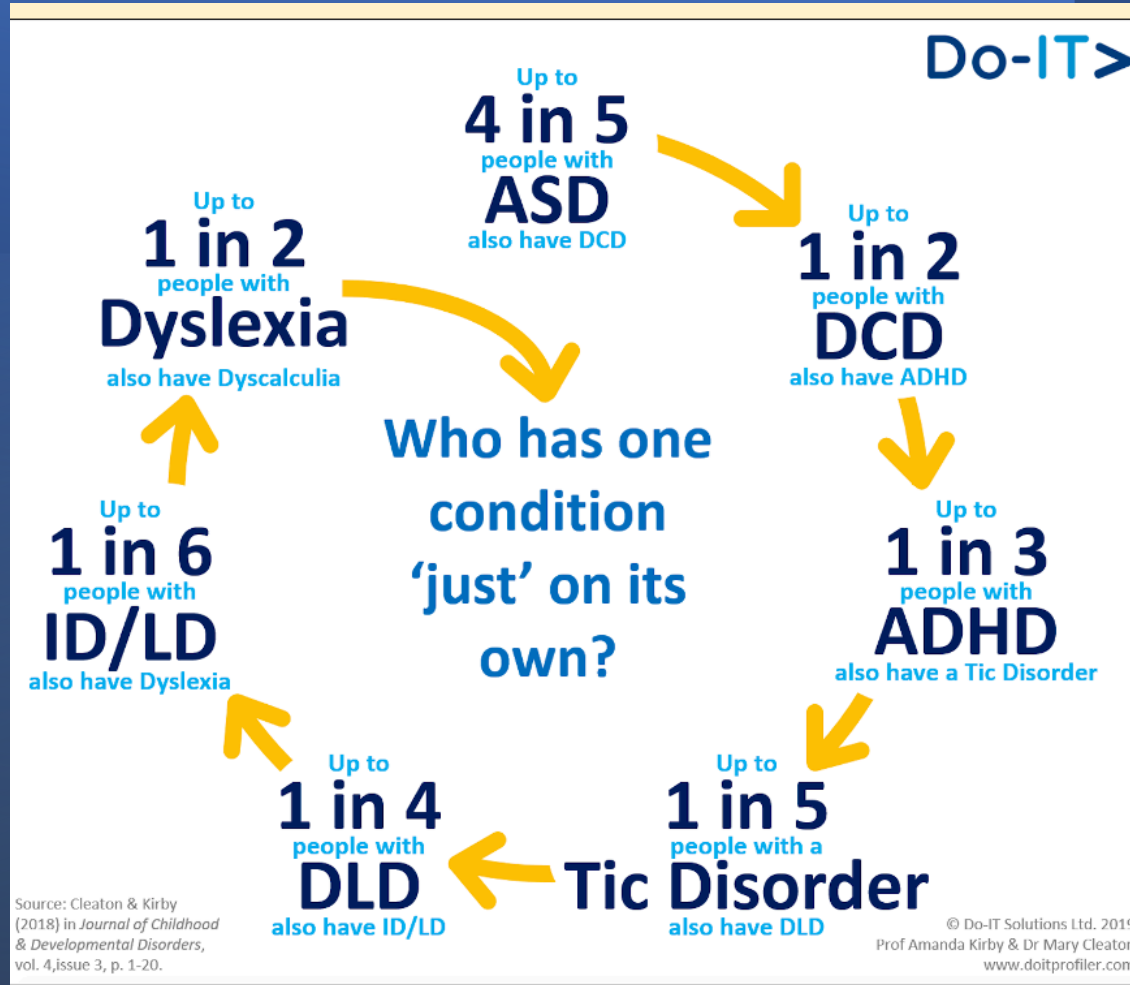 Do-IT>
Up to
4 in 5
people with
ASD
also have DCD
Up to
1 in 2
people with
DCD
also have ADHD
Up to
1 in 3
people with
ADHD
also have a Tic Disorder
Up to
1 in 5
people with a
Tic Disorder
also have DLD
Up to
1 in 4
people with
DLD
also have ID/LD
Up to
1 in 6
people with
ID/LD
also have Dyslexia
Up to
1 in 2
people with
Dyslexia
also have Dyscalculia
Who has one
condition
‘just’ on its
own?
Source: Cleaton & Kirby
(2018) in Journal of Childhood
& Developmental Disorders,
vol. 4,issue 3, p. 1-20.
© Do-IT Solutions Ltd. 2019
Prof Amanda Kirby & Dr Mary Cleaton
www.doitprofiler.com